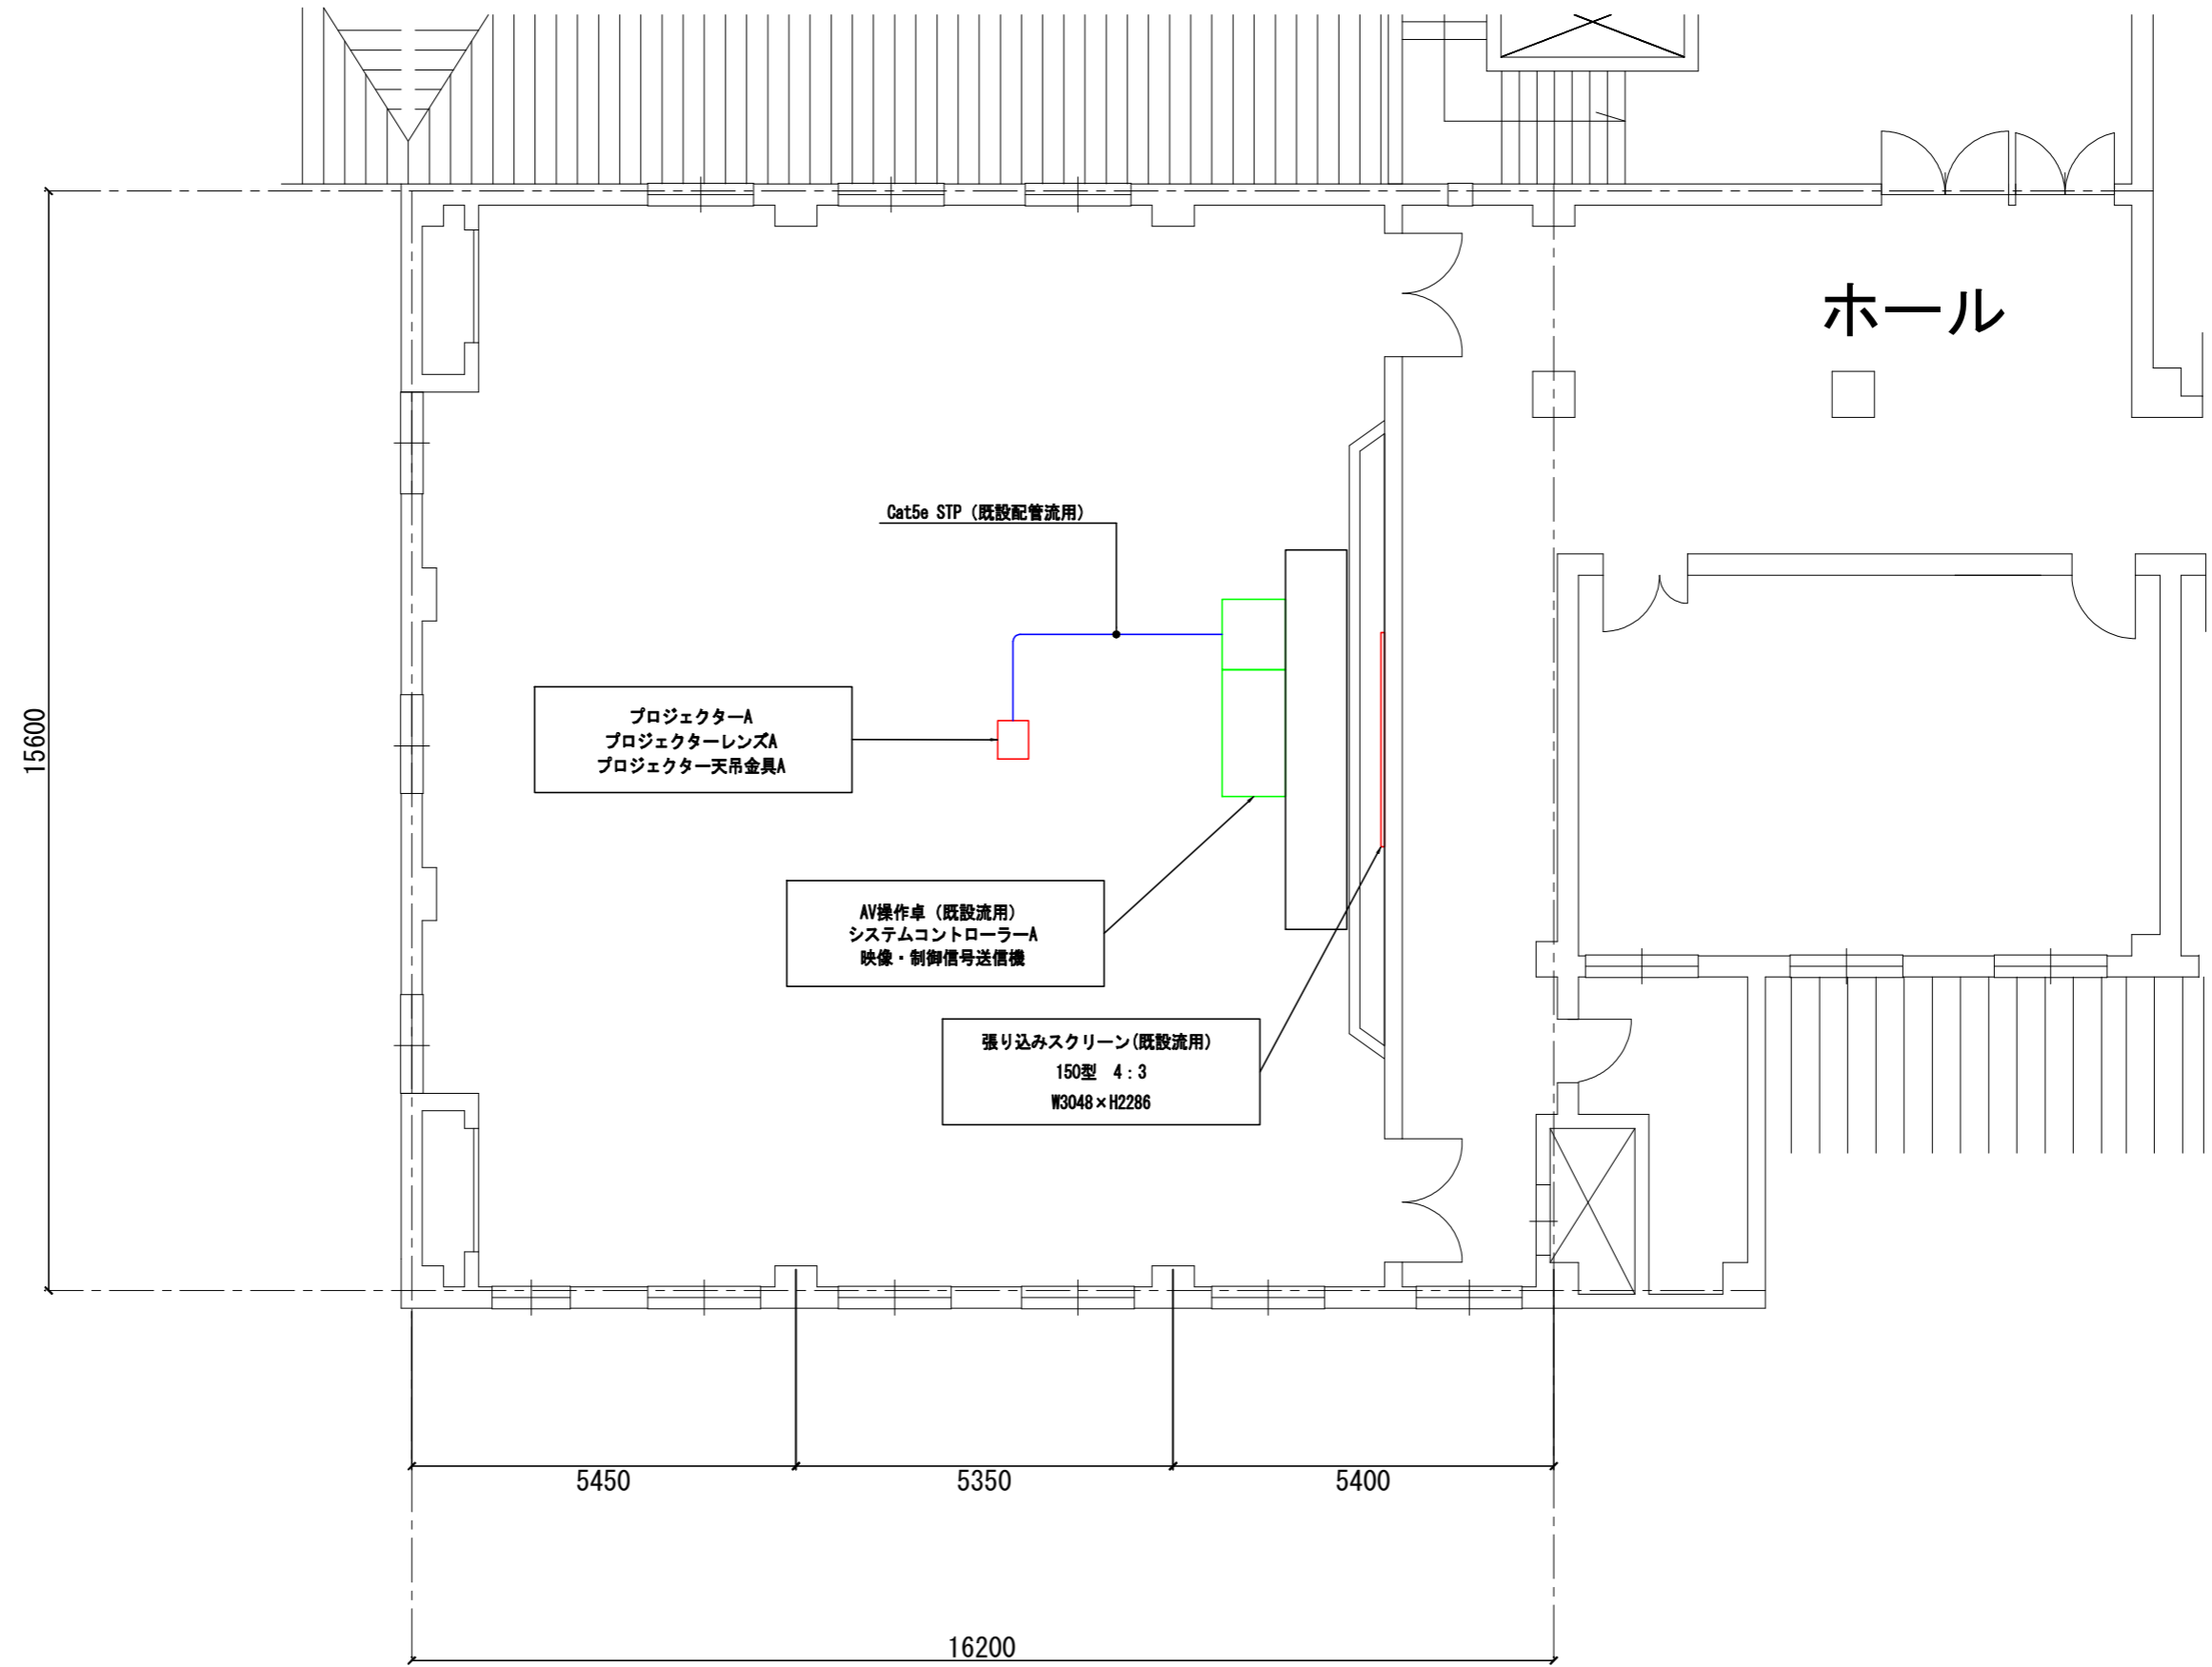 ホール
Cat5e STP（既設配管流用）
15600
プロジェクターA
プロジェクターレンズA
プロジェクター天吊金具A
AV操作卓（既設流用）
システムコントローラーA
映像・制御信号送信機
張り込みスクリーン(既設流用)
150型　4：3
W3048×H2286
5450
5350
5400
16200